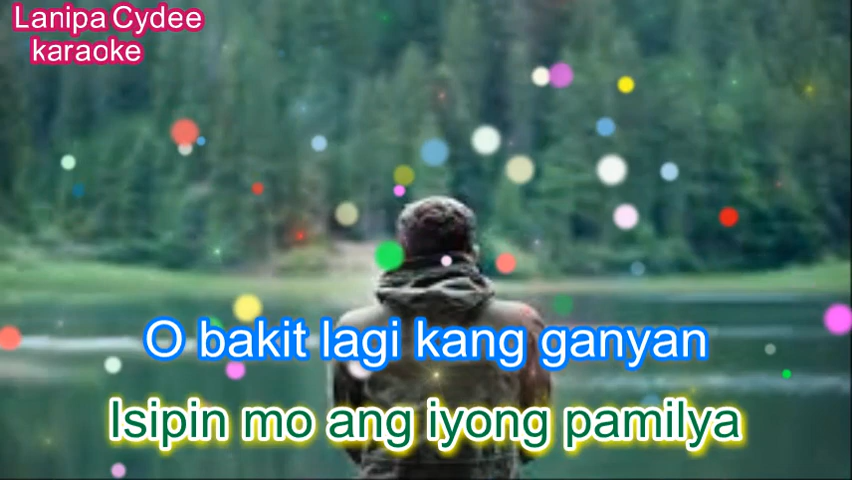 Lanipa Cydee
karaoke
O bakit lagi kang ganyan
Isipin mo ang iyong pamilya